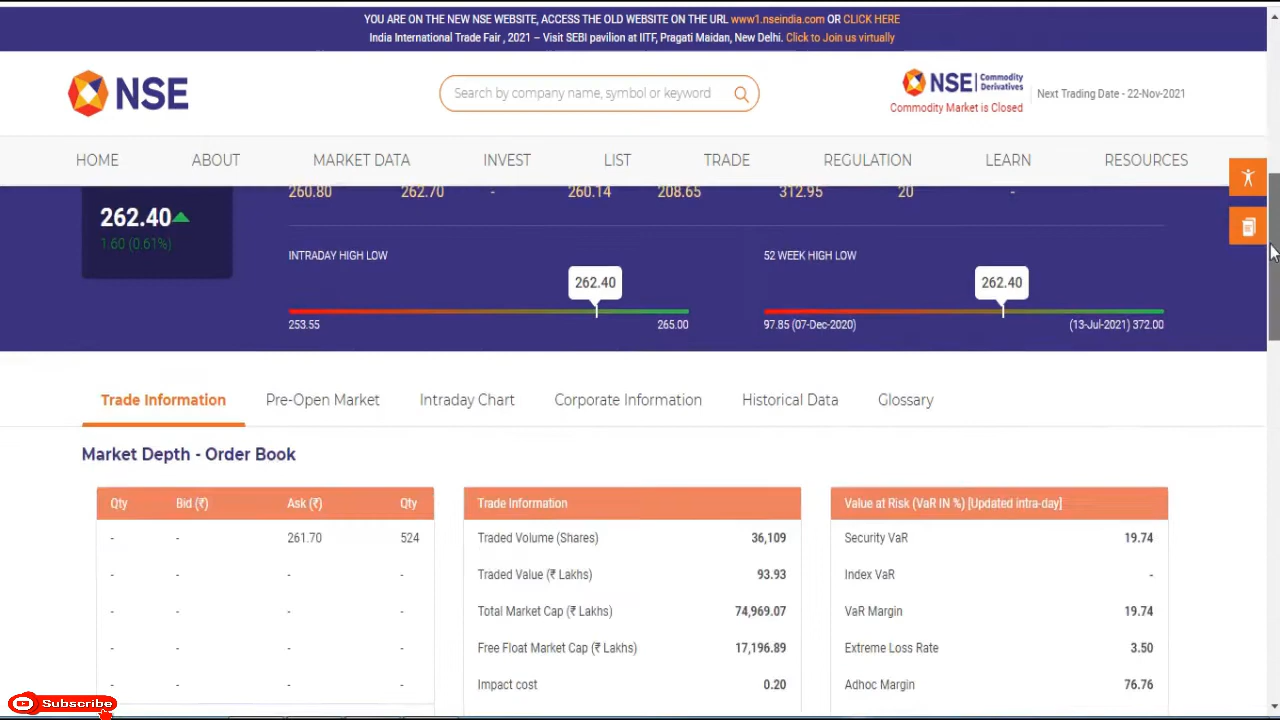 YOU ARE ON THE NEW NSE WEBSITE, ACCESS THE OLD WEBSITE ON THE URL www1.nseindia.com OR CLICK HERE
India International Trade Fair , 2021 – Visit SEBI pavilion at IITF, Pragati Maidan, New Delhi. Click to Join us virtually
NSE
Search by company name, symbol or keyword
NSE Commodity Derivatives
Commodity Market is Closed
Next Trading Date - 22-Nov-2021
HOME ABOUT MARKET DATA INVEST LIST TRADE REGULATION LEARN RESOURCES
260.80 262.70 - 260.14 208.65 312.95 20 -
262.40
1.60 (0.61%)
INTRADAY HIGH LOW 52 WEEK HIGH LOW
262.40 262.40
253.55 265.00 97.85 (07-Dec-2020) (13-Jul-2021) 372.00
Trade Information Pre-Open Market Intraday Chart Corporate Information Historical Data Glossary
Market Depth - Order Book
Qty Bid (₹) Ask (₹) Qty Trade Information Value at Risk (VaR IN %) [Updated intra-day]
- - 261.70 524 Traded Volume (Shares) 36,109 Security VaR 19.74
- - - - Traded Value (₹ Lakhs) 93.93 Index VaR -
- - - - Total Market Cap (₹ Lakhs) 74,969.07 VaR Margin 19.74
- - - - Free Float Market Cap (₹ Lakhs) 17,196.89 Extreme Loss Rate 3.50
- - - - Impact cost 0.20 Adhoc Margin 76.76
Subscribe